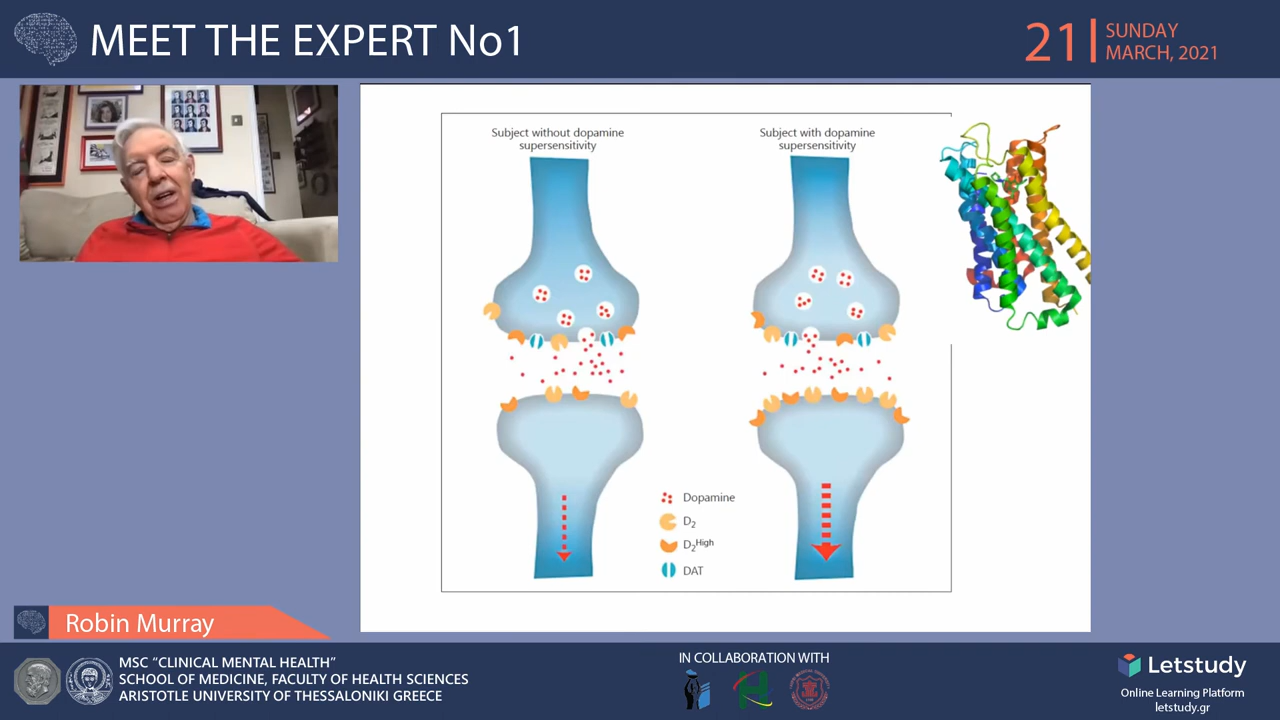 MEET THE EXPERT No1
21
SUNDAY
MARCH, 2021
Subject without dopamine
supersensitivity
Subject with dopamine
supersensitivity
Dopamine
D2
D2High
DAT
Robin Murray
MSC “CLINICAL MENTAL HEALTH”
SCHOOL OF MEDICINE, FACULTY OF HEALTH SCIENCES
ARISTOTLE UNIVERSITY OF THESSALONIKI GREECE
IN COLLABORATION WITH
Letstudy
Online Learning Platform
letstudy.gr